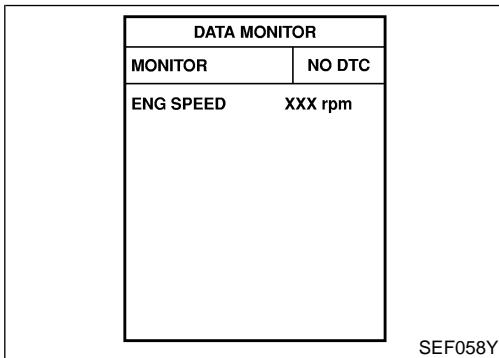 DATA MONITOR
MONITOR NO DTC
ENG SPEED XXX rpm
SEF058Y